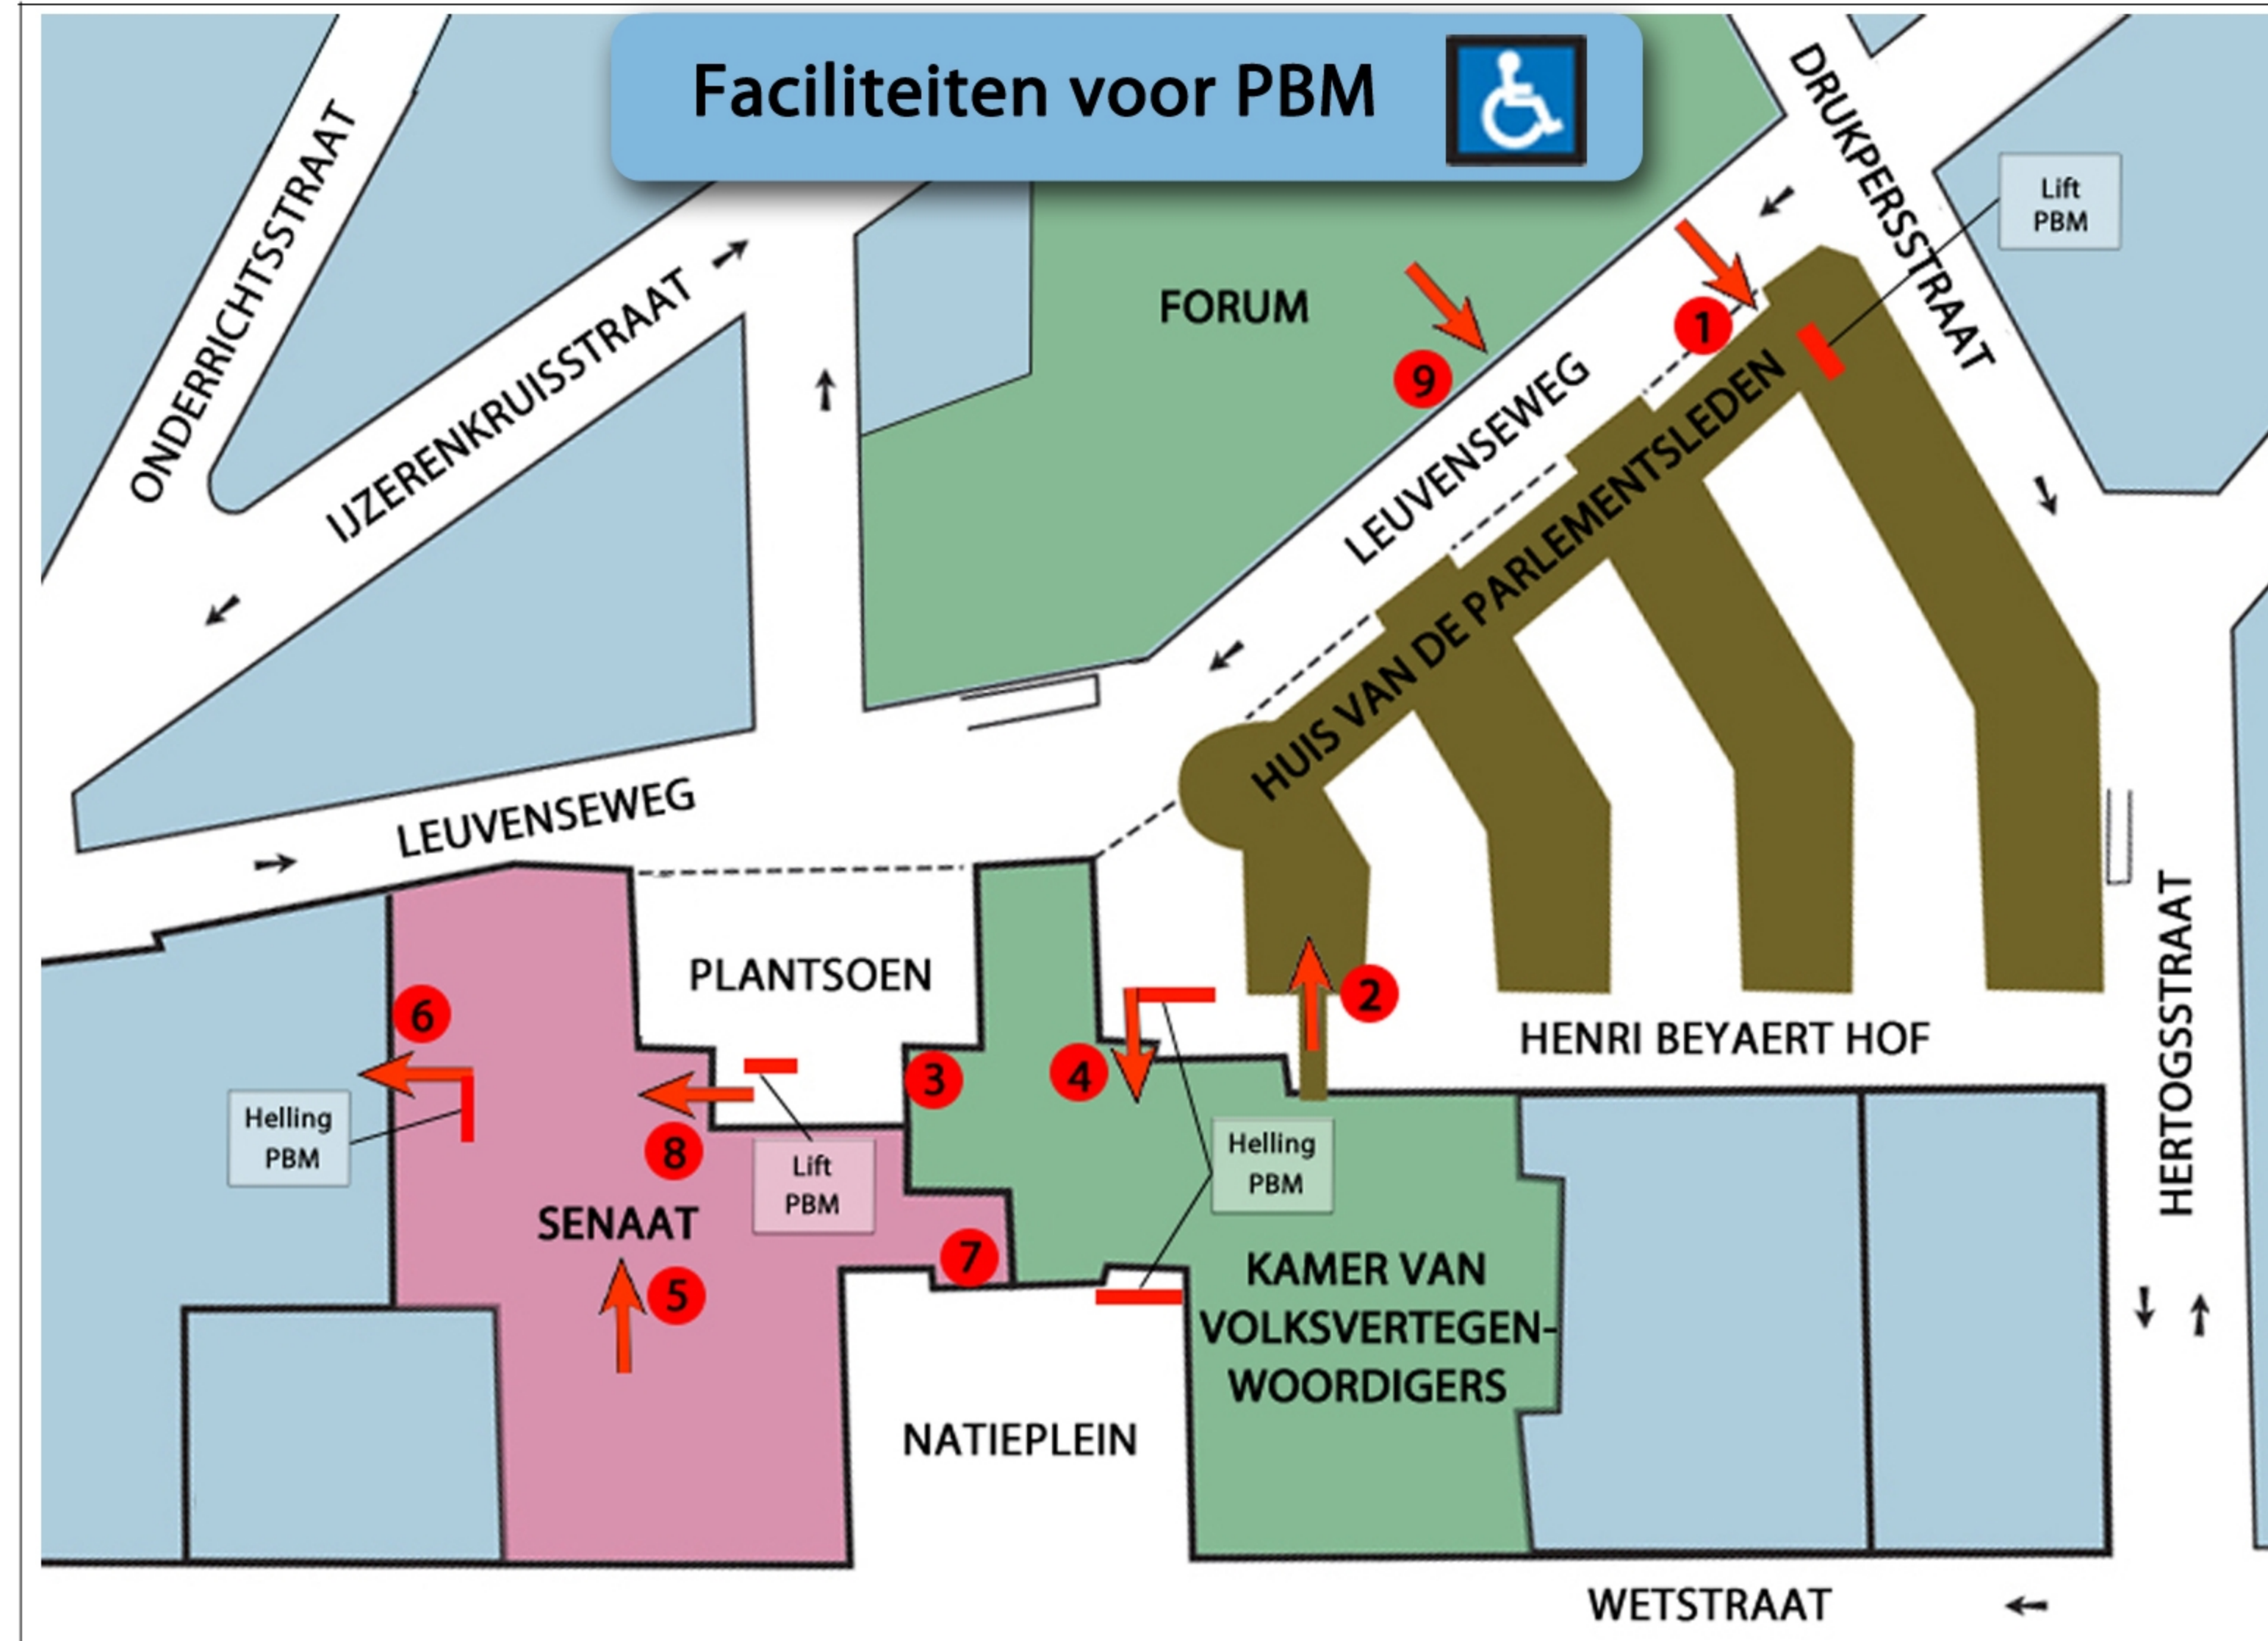 Faciliteiten voor PBM
DRUKPERSSTRAAT
Lift
PBM
ONDERRICHTSSTRAAT
IJZERENKRUISSTRAAT
FORUM
1
9
LEUVENSEWEG
HUIS VAN DE PARLEMENTSLEDEN
LEUVENSEWEG
PLANTSOEN
6
2
HENRI BEYAERT HOF
HERTOGSSTRAAT
3
4
Helling
PBM
8
Lift
PBM
Helling
PBM
SENAAT
7
5
KAMER VAN
VOLKSVERTEGEN-
WOORDIGERS
NATIEPLEIN
WETSTRAAT